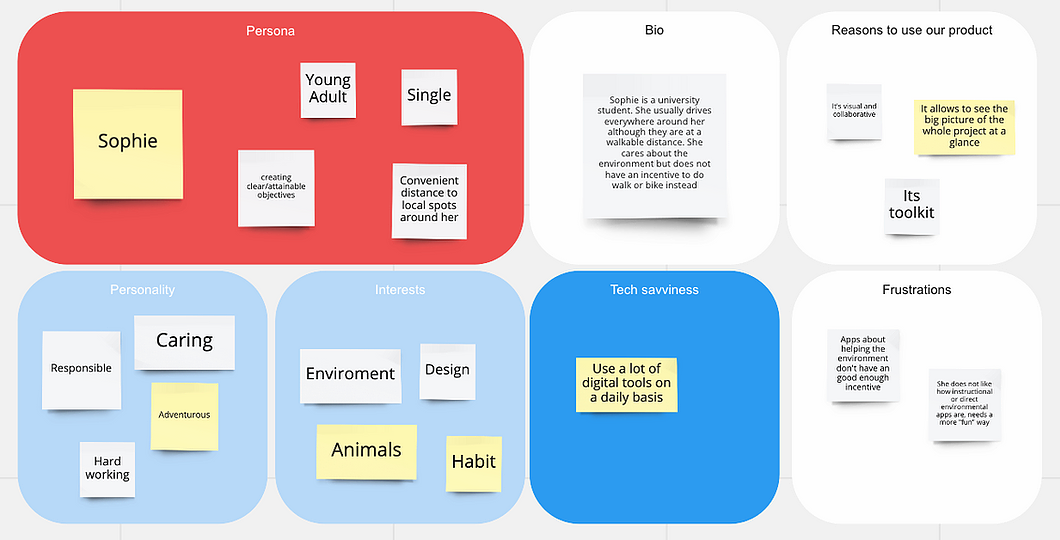 Persona
Sophie
Young
Adult
Single
creating
clear/attainable
objectives
Convenient
distance to
local spots
around her
Bio
Sophie is a university
student. She usually drives
everywhere around her
although they are at a
walkable distance. She
cares about the
environment but does not
have an incentive to do
walk or bike instead
Reasons to use our product
It's visual and
collaborative
It allows to see the
big picture of the
whole project at a
glance
Its
toolkit
Personality
Responsible
Caring
Adventurous
Hard
working
Interests
Enviroment
Design
Animals
Habit
Tech savviness
Use a lot of
digital tools on
a daily basis
Frustrations
Apps about
helping the
environment
don't have an
good enough
incentive
She does not like
how instructional
or direct
environmental
apps are, needs a
more "fun" way